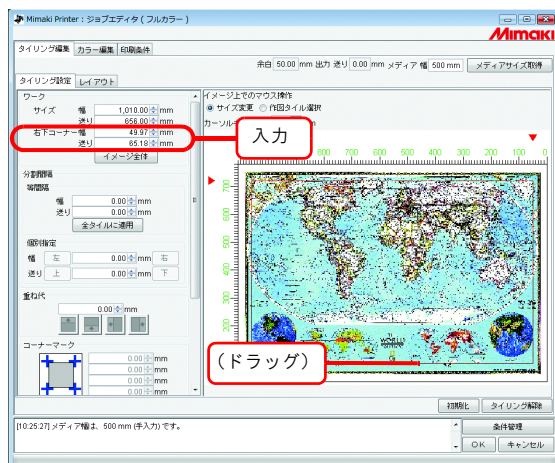 Mimaki Printer : ジョブエディタ ( フルカラー )
Mimaki
タイリング編集 カラー編集 印刷条件
余白 50.00 mm 出力 送り 0.00 mm メディア 幅 500 mm メディアサイズ取得
タイリング設定 レイアウト
ワーク
サイズ 幅 1,010.00 mm
送り 656.00 mm
右下コーナー幅 49.97 mm
送り 65.18 mm
イメージ全体
分割間隔
等間隔
幅 0.00 mm
送り 0.00 mm
全タイルに適用
個別指定
幅 左 0.00 mm 右
送り 上 0.00 mm 下
重ね代
0.00 mm
コーナーマーク
0.00 mm
0.00 mm
0.00 mm
0.00 mm
イメージ上でのマウス操作
サイズ変更 作図タイル選択
入力
800 700 600 500 400 300 200 100 0
700
600
500
400
300
200
WORLD
(ドラッグ)
初期化 タイリング解除
[10:25:27] メディア幅は、500 mm (手入力) です。
条件管理
OK キャンセル